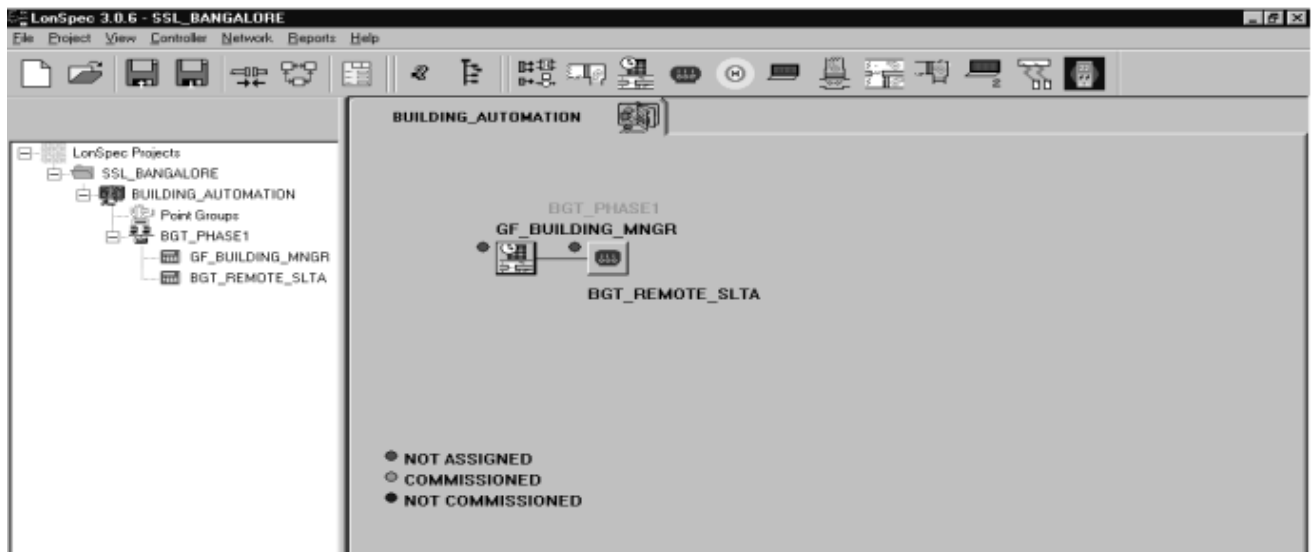 LonSpec 3.0.6 - SSL_BANGALORE
File Project View Controller Network Reports Help
BUILDING_AUTOMATION
LonSpec Projects
SSL_BANGALORE
BUILDING_AUTOMATION
Point Groups
BGT_PHASE1
GF_BUILDING_MNGR
BGT_REMOTE_SLTA
BGT_PHASE1
GF_BUILDING_MNGR
BGT_REMOTE_SLTA
NOT ASSIGNED
COMMISSIONED
NOT COMMISSIONED